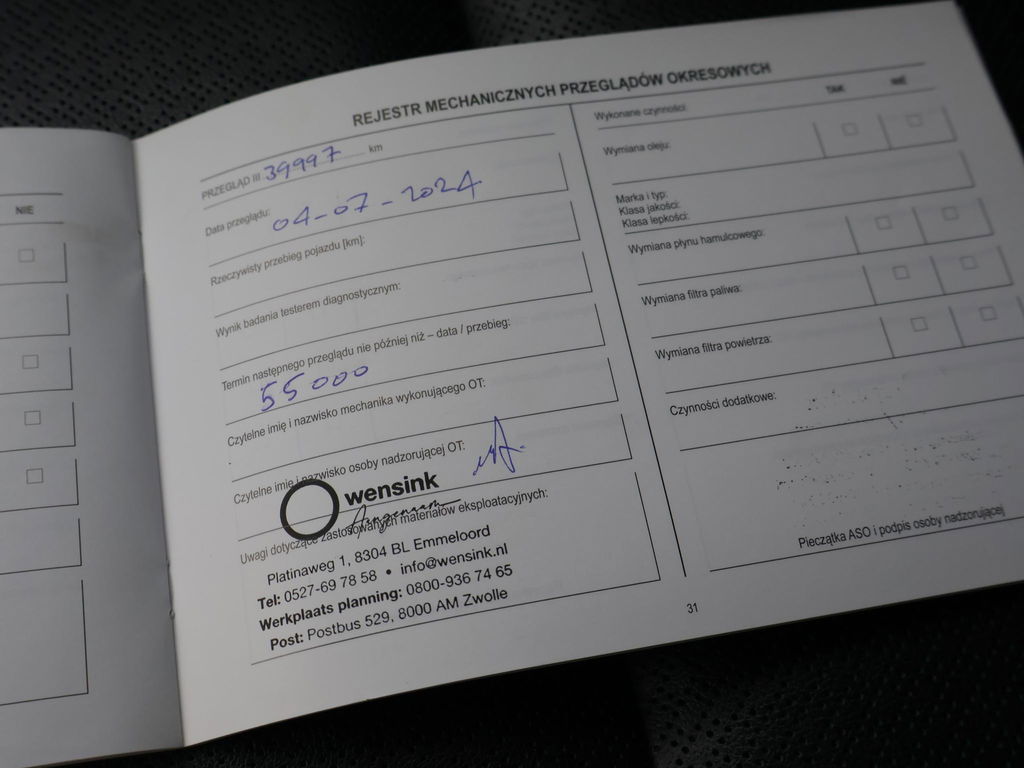 NIE
REJESTR MECHANICZNYCH PRZEGLĄDÓW OKRESOWYCH
PRZEGLĄD III 39997 km
Data przeglądu: 04-07-2024
Rzeczywisty przebieg pojazdu [km]:
Wynik badania testerem diagnostycznym:
Termin następnego przeglądu nie później niż – data / przebieg:
55000
Czytelne imię i nazwisko mechanika wykonującego OT:
Czytelne imię i nazwisko osoby nadzorującej OT:
wensink
Uwagi dotyczące zastosowanych materiałów eksploatacyjnych:
Platinaweg 1, 8304 BL Emmeloord
Tel: 0527-69 78 58 • info@wensink.nl
Werkplaats planning: 0800-936 74 65
Post: Postbus 529, 8000 AM Zwolle
TAK NIE
Wykonane czynności:
Wymiana oleju:
Marka i typ:
Klasa jakości:
Klasa lepkości:
Wymiana płynu hamulcowego:
Wymiana filtra paliwa:
Wymiana filtra powietrza:
Czynności dodatkowe:
Pieczątka ASO i podpis osoby nadzorującej
31